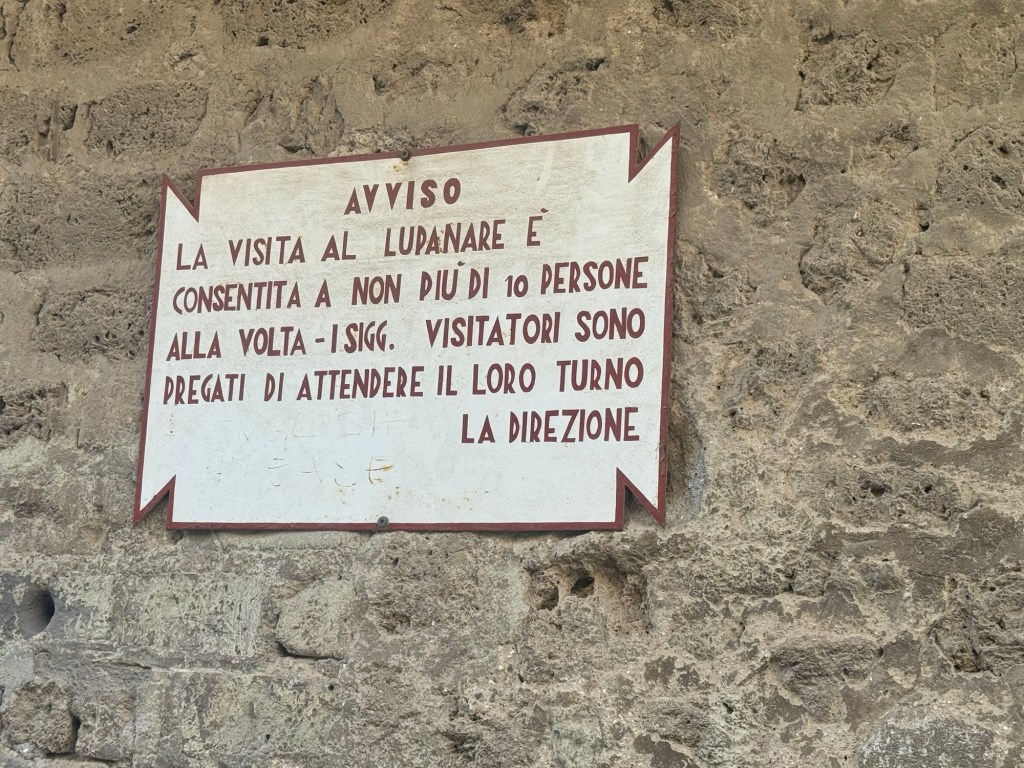 AVVISO
LA VISITA AL LUPANARE È
CONSENTITA A NON PIÙ DI 10 PERSONE
ALLA VOLTA - I SIGG. VISITATORI SONO
PREGATI DI ATTENDERE IL LORO TURNO
LA DIREZIONE